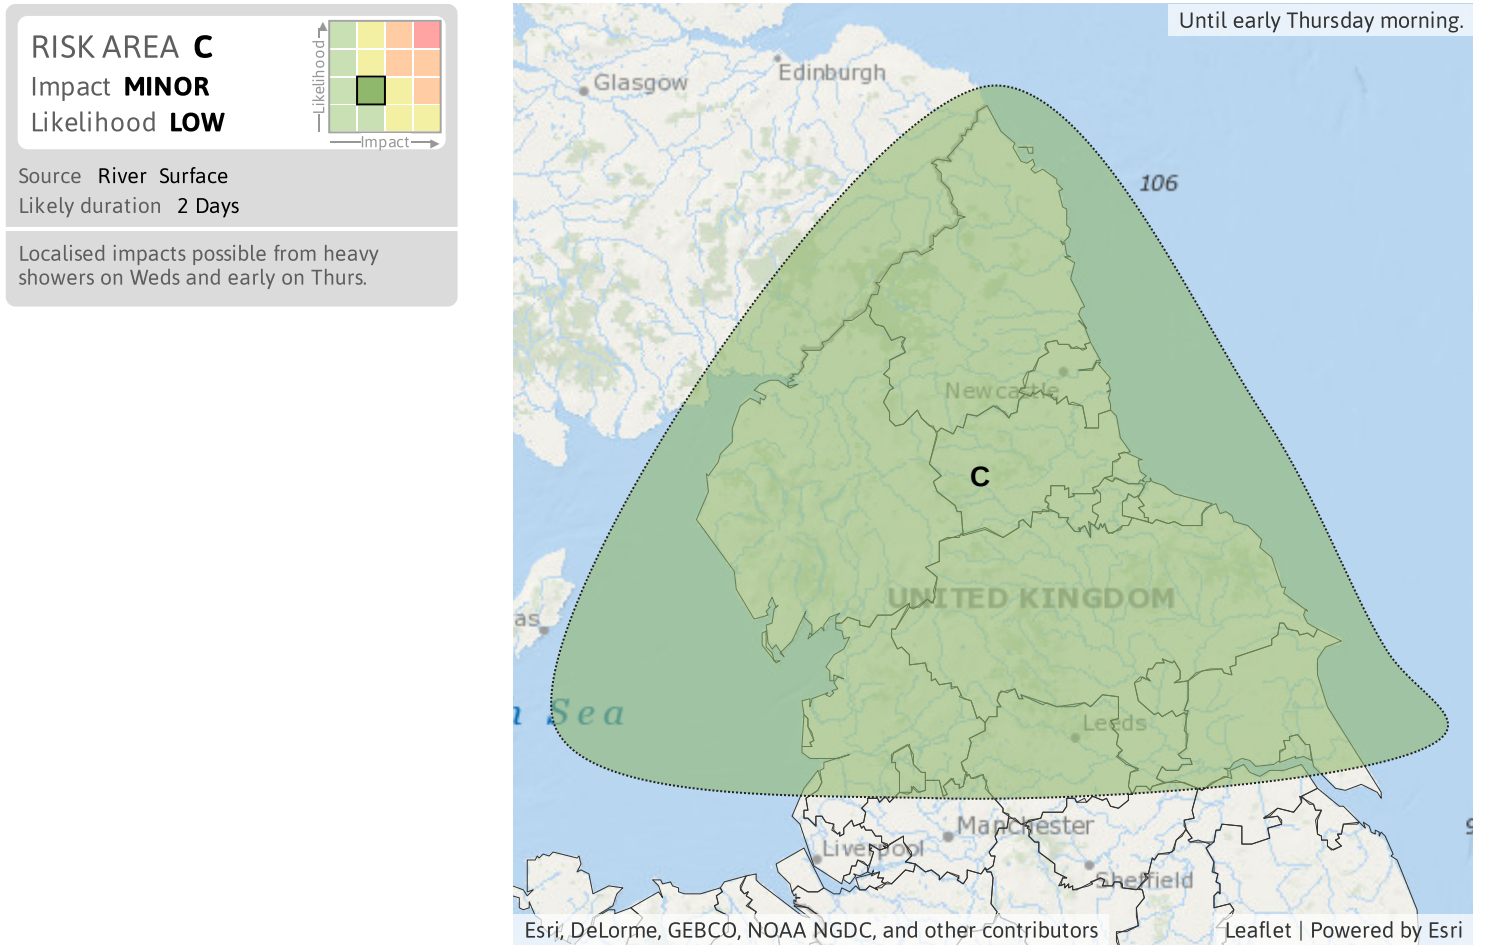 RISK AREA C
Impact MINOR
Likelihood LOW
Likelihood
Impact
Source River Surface
Likely duration 2 Days
Localised impacts possible from heavy
showers on Weds and early on Thurs.
Until early Thursday morning.
Edinburgh
Glasgow
106
Newcastle
C
UNITED KINGDOM
as
n Sea
Leeds
Manchester
Liverpool
Sheffield
9
Esri, DeLorme, GEBCO, NOAA NGDC, and other contributors
Leaflet | Powered by Esri